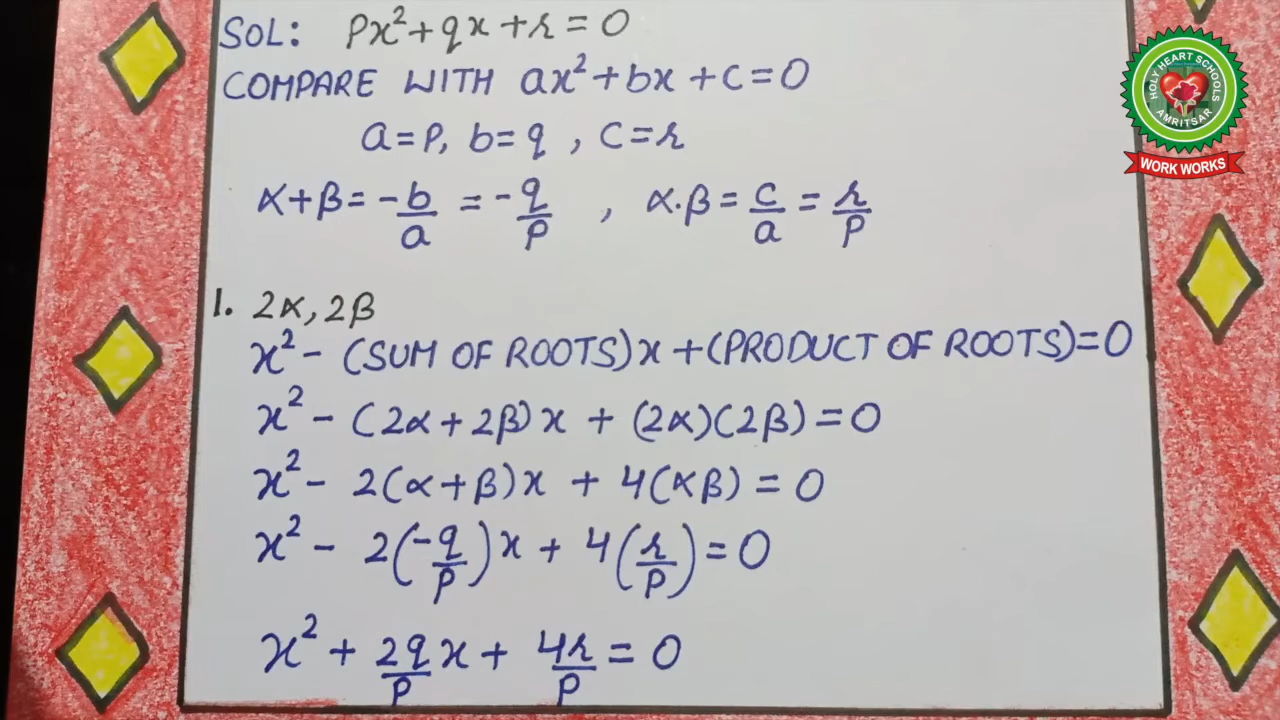 SOL: px²+qx+r=0
COMPARE WITH ax²+bx+c=0
a=p, b=q, c=r
α+β=-b/a=-q/p, α.β=c/a=r/p
1. 2α, 2β
x²-(SUM OF ROOTS)x+(PRODUCT OF ROOTS)=0
x²-(2α+2β)x+(2α)(2β)=0
x²-2(α+β)x+4(αβ)=0
x²-2(-q/p)x+4(r/p)=0
x²+2q/p x+4r/p=0
HOLY HEART SCHOOLS
AMRITSAR
WORK WORKS